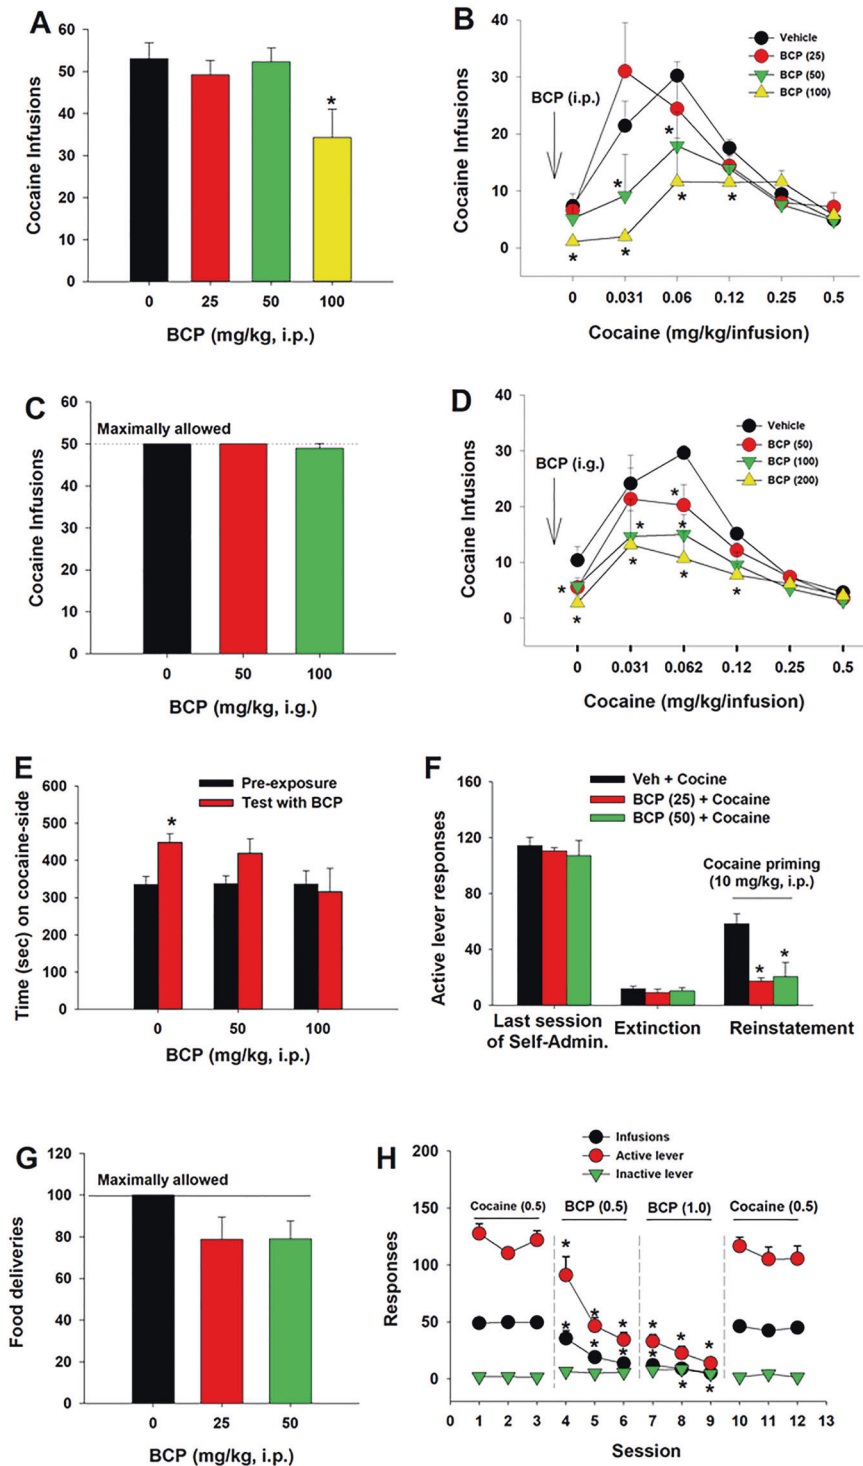 A
60
50
40
30
20
10
0
Cocaine Infusions
*
0 25 50 100
BCP (mg/kg, i.p.)
B
40
30
20
10
0
Cocaine Infusions
Vehicle
BCP (25)
BCP (50)
BCP (100)
BCP (i.p.)
*
*
*
*
*
*
0 0.031 0.06 0.12 0.25 0.5
Cocaine (mg/kg/infusion)
C
60
50
40
30
20
10
0
Cocaine Infusions
Maximally allowed
0 50 100
BCP (mg/kg, i.g.)
D
40
30
20
10
0
Cocaine Infusions
Vehicle
BCP (50)
BCP (100)
BCP (200)
BCP (i.g.)
*
*
*
*
*
*
*
*
0 0.031 0.062 0.12 0.25 0.5
Cocaine (mg/kg/infusion)
E
600
500
400
300
200
100
0
Time (sec) on cocaine-side
Pre-exposure
Test with BCP
*
0 50 100
BCP (mg/kg, i.p.)
F
160
120
80
40
0
Active lever responses
Veh + Cocine
BCP (25) + Cocaine
BCP (50) + Cocaine
Cocaine priming
(10 mg/kg, i.p.)
* *
Last session
of Self-Admin.
Extinction
Reinstatement
G
120
100
80
60
40
20
0
Food deliveries
Maximally allowed
0 25 50
BCP (mg/kg, i.p.)
H
200
150
100
50
0
Responses
Infusions
Active lever
Inactive lever
Cocaine (0.5) BCP (0.5) BCP (1.0) Cocaine (0.5)
*
* * * * *
* * * *
* *
0 1 2 3 4 5 6 7 8 9 10 11 12 13
Session